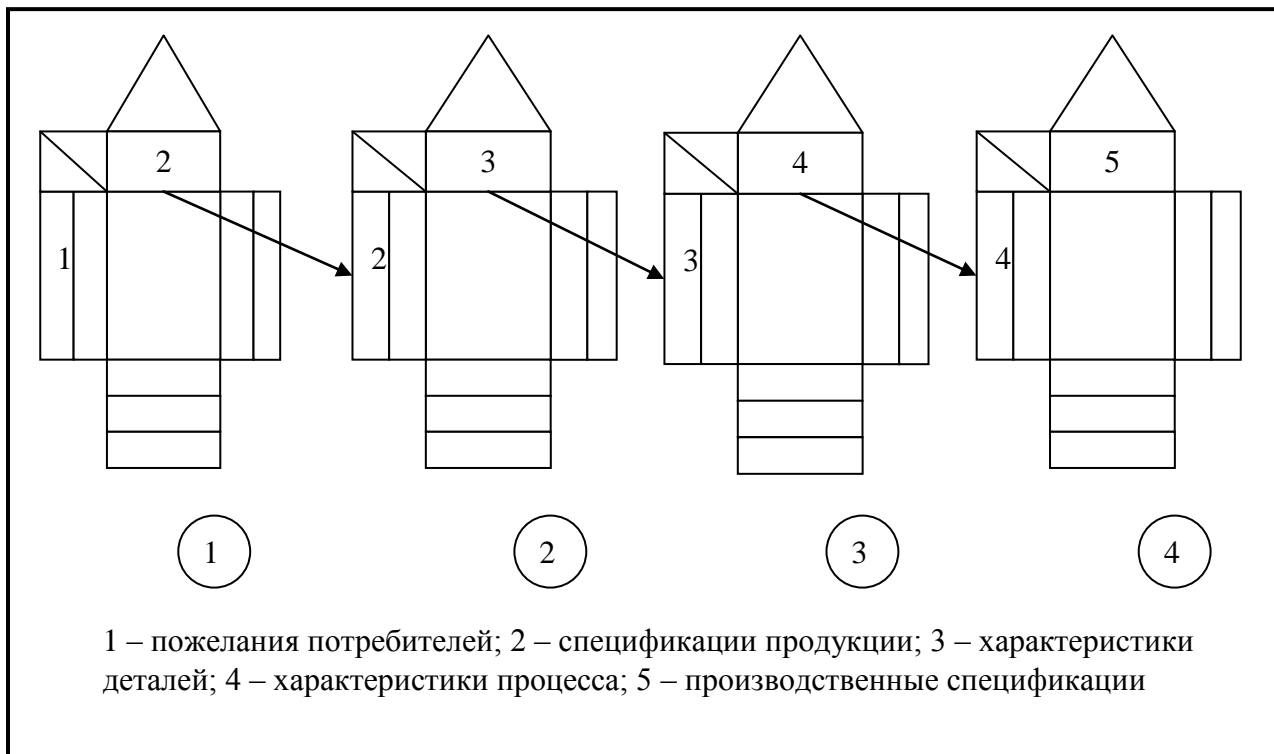 2 3 4 5
1 2 3 4
1 2 3 4
1 – пожелания потребителей; 2 – спецификации продукции; 3 – характеристики
деталей; 4 – характеристики процесса; 5 – производственные спецификации